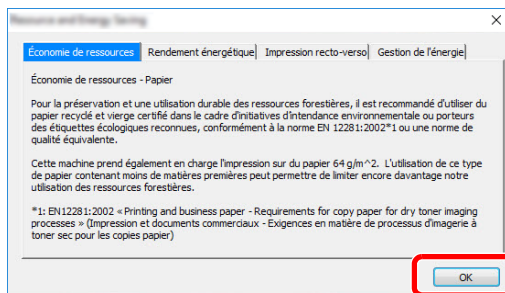 Resource and Energy Saving
Économie de ressources Rendement énergétique Impression recto-verso Gestion de l'énergie
Économie de ressources - Papier
Pour la préservation et une utilisation durable des ressources forestières, il est recommandé d'utiliser du
papier recyclé et vierge certifié dans le cadre d'initiatives d'intendance environnementale ou porteurs
des étiquettes écologiques reconnues, conformément à la norme EN 12281:2002*1 ou une norme de
qualité équivalente.
Cette machine prend également en charge l'impression sur du papier 64 g/m^2. L'utilisation de ce type
de papier contenant moins de matières premières peut permettre de limiter encore davantage notre
utilisation des ressources forestières.
*1: EN12281:2002 « Printing and business paper - Requirements for copy paper for dry toner imaging
processes » (Impression et documents commerciaux - Exigences en matière de processus d'imagerie à
toner sec pour les copies papier)
OK